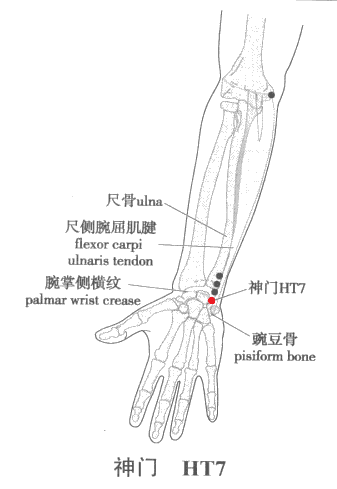 尺骨ulna
尺侧腕屈肌腱
flexor carpi
ulnaris tendon
腕掌侧横纹
palmar wrist crease
神门HT7
豌豆骨
pisiform bone
神门 HT7